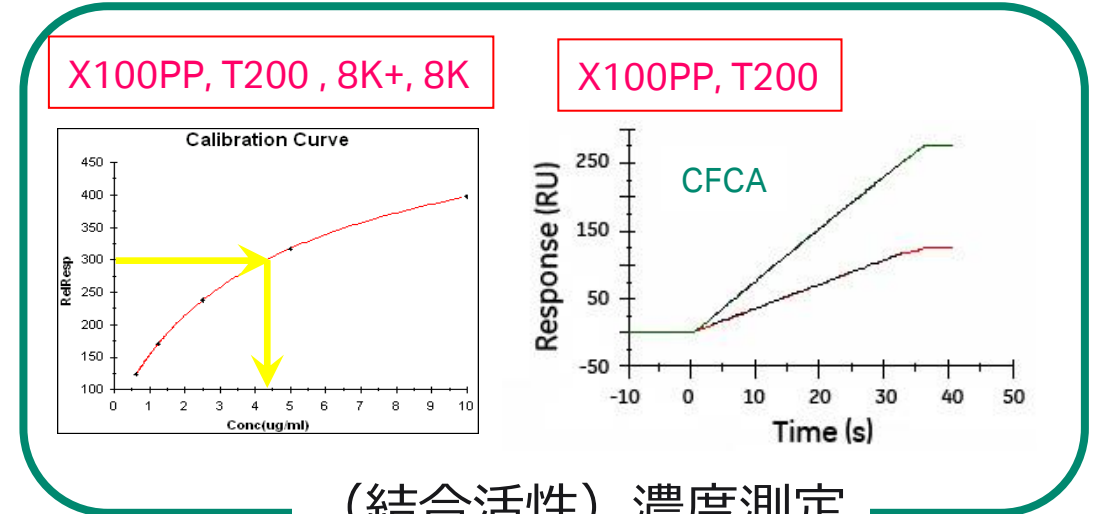 X100PP, T200 , 8K+, 8K
X100PP, T200
Calibration Curve
RelResp
450
400
350
300
250
200
150
100
0 1 2 3 4 5 6 7 8 9 10
Conc(ug/ml)
CFCA
Response (RU)
250
150
50
-50
-10 0 10 20 30 40 50
Time (s)
（結合活性）濃度測定